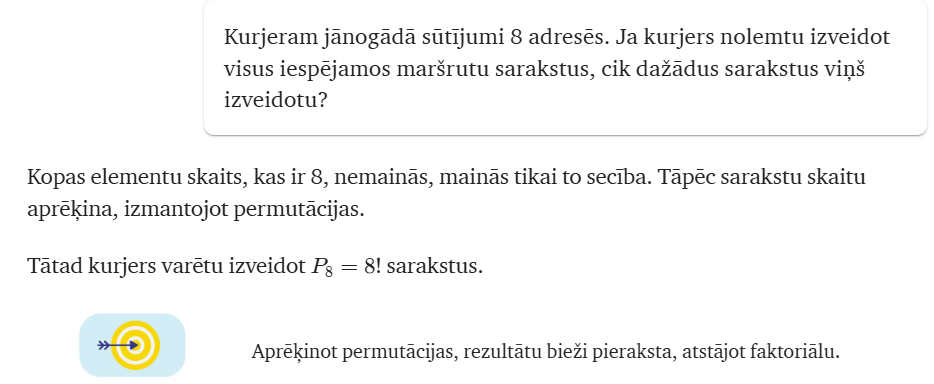 Kurjeram jānogādā sūtījumi 8 adresēs. Ja kurjers nolemtu izveidot
visus iespējamos maršrutu sarakstus, cik dažādus sarakstus viņš
izveidotu?
Kopas elementu skaits, kas ir 8, nemainās, mainās tikai to secība. Tāpēc sarakstu skaitu
aprēķina, izmantojot permutācijas.
Tātad kurjers varētu izveidot P₈ = 8! sarakstus.
Aprēķinot permutācijas, rezultātu bieži pieraksta, atstājot faktoriālu.